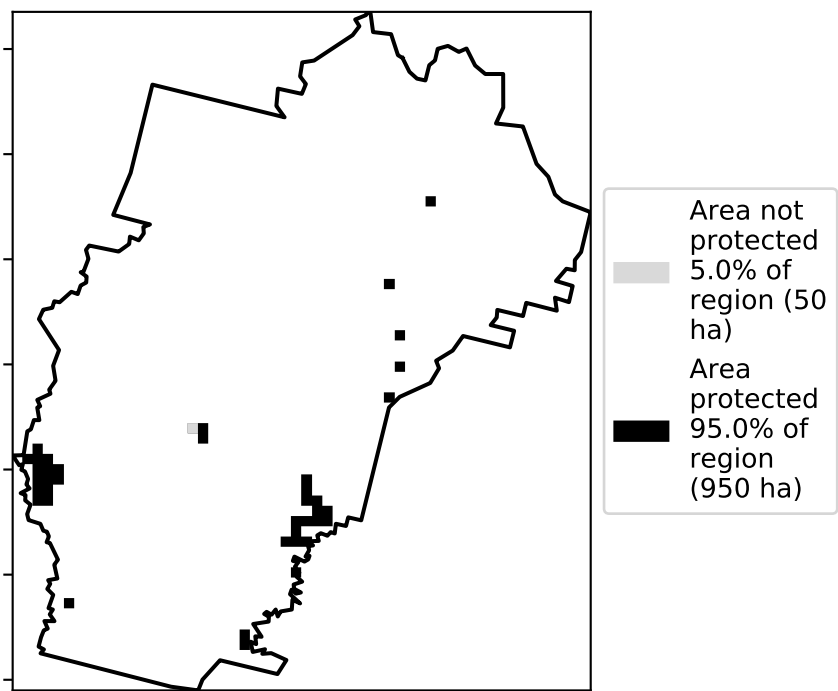 Area not
protected
5.0% of
region (50
ha)
Area
protected
95.0% of
region
(950 ha)